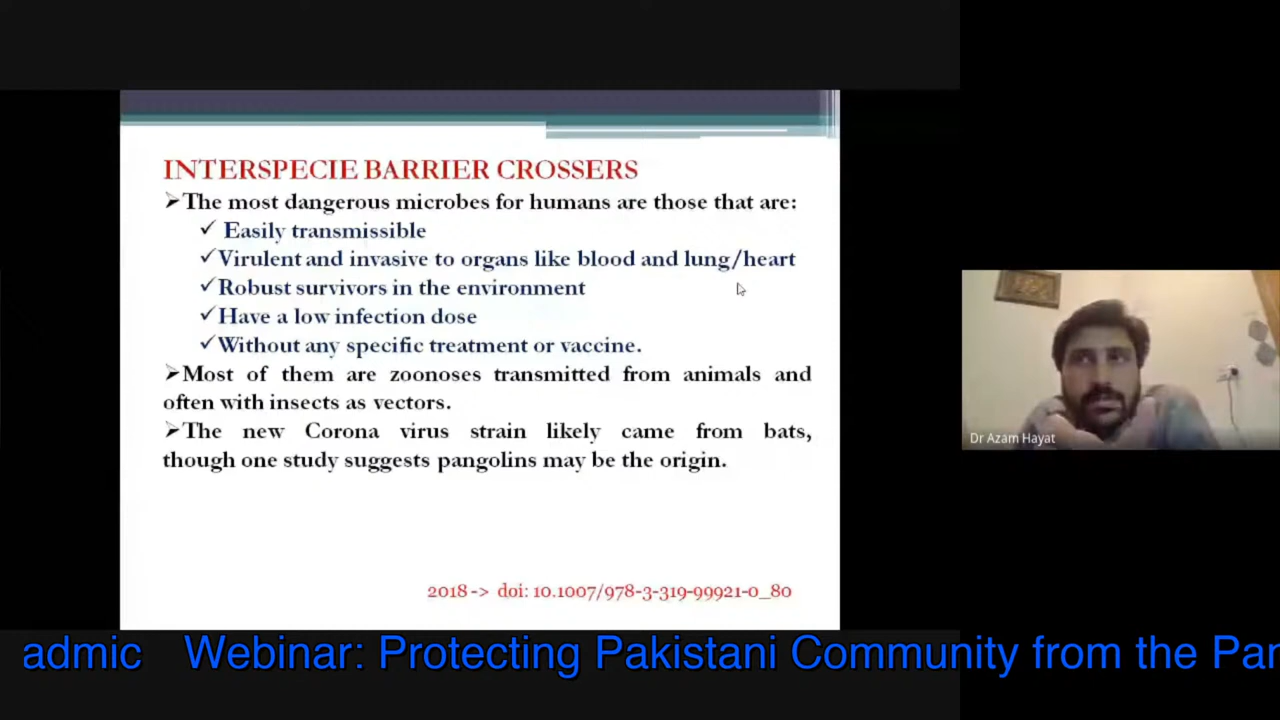 INTERSPECIE BARRIER CROSSERS
➢The most dangerous microbes for humans are those that are:
✓ Easily transmissible
✓Virulent and invasive to organs like blood and lung/heart
✓Robust survivors in the environment
✓Have a low infection dose
✓Without any specific treatment or vaccine.
➢Most of them are zoonoses transmitted from animals and
often with insects as vectors.
➢The new Corona virus strain likely came from bats,
though one study suggests pangolins may be the origin.
2018 -> doi: 10.1007/978-3-319-99921-0_80
Dr Azam Hayat
admic Webinar: Protecting Pakistani Community from the Pan